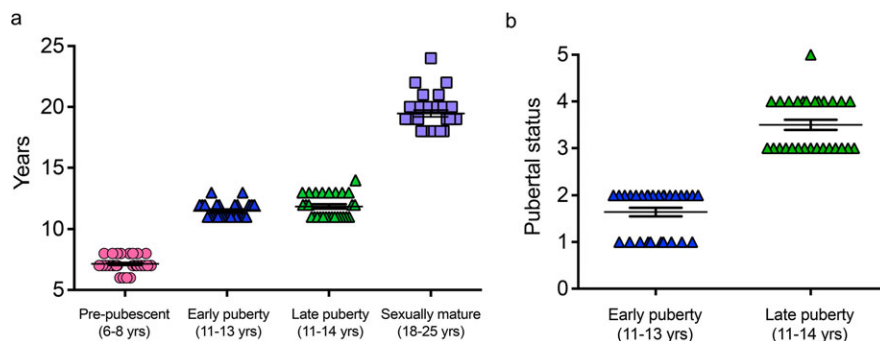 a
25
20
15
10
5
Years
Pre-pubescent
(6-8 yrs)
Early puberty
(11-13 yrs)
Late puberty
(11-14 yrs)
Sexually mature
(18-25 yrs)
b
5
4
3
2
1
0
Pubertal status
Early puberty
(11-13 yrs)
Late puberty
(11-14 yrs)